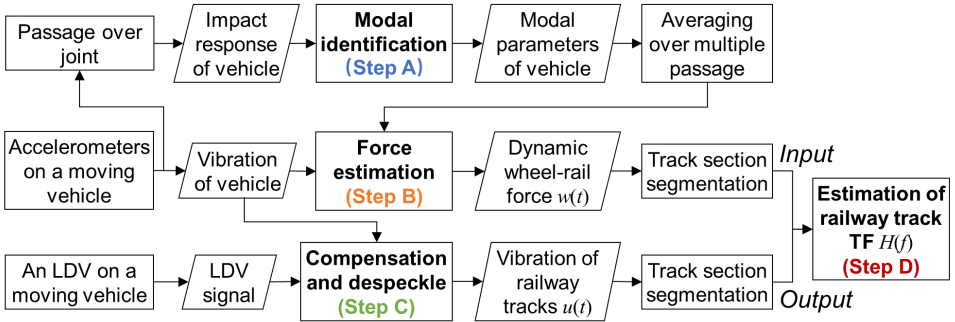 Passage over
joint
Impact
response
of vehicle
Modal
identification
(Step A)
Modal
parameters
of vehicle
Averaging
over multiple
passage
Accelerometers
on a moving
vehicle
Vibration
of vehicle
Force
estimation
(Step B)
Dynamic
wheel-rail
force w(t)
Track section
segmentation
Input
Estimation of
railway track
TF H(f)
(Step D)
An LDV on a
moving vehicle
LDV
signal
Compensation
and despeckle
(Step C)
Vibration of
railway
tracks u(t)
Track section
segmentation
Output